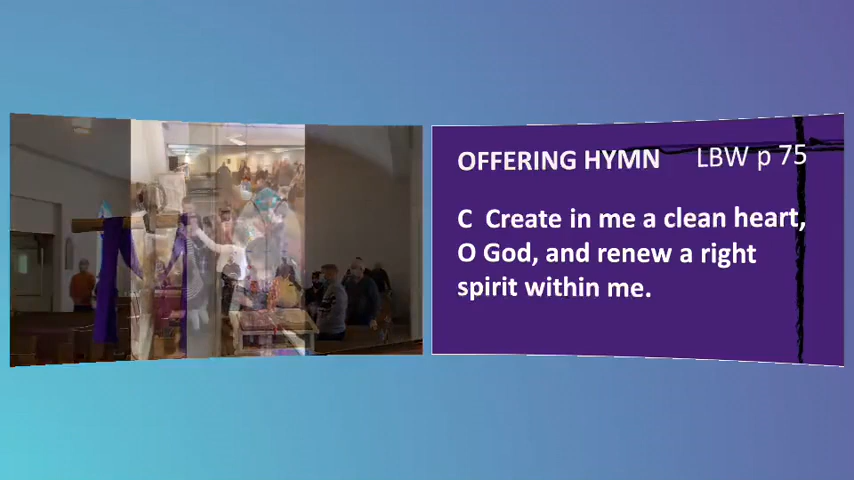 OFFERING HYMN LBW p 75
C Create in me a clean heart,
O God, and renew a right
spirit within me.